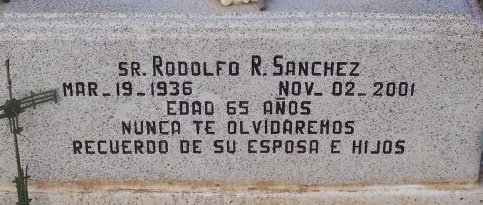 SR. RODOLFO R. SANCHEZ
MAR_19_1936 NOV_02_2001
EDAD 65 AÑOS
NUNCA TE OLVIDAREMOS
RECUERDO DE SU ESPOSA E HIJOS